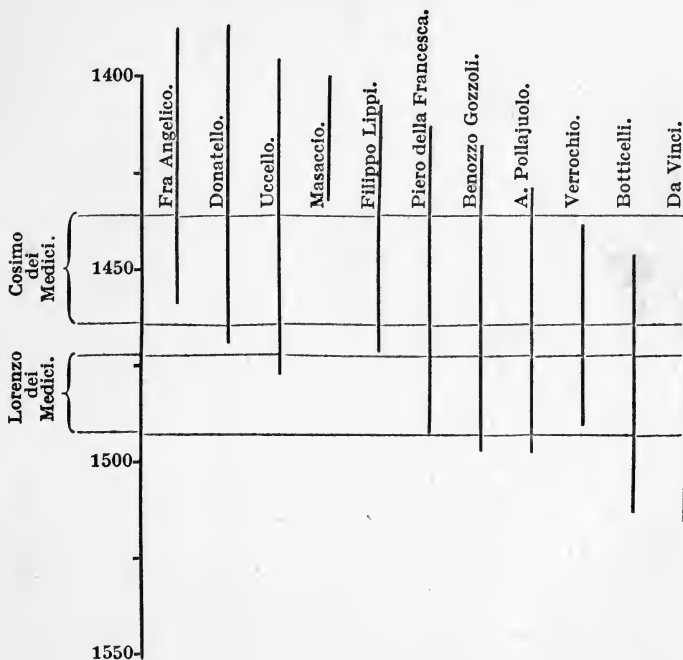 1400
1450
1500
1550
Cosimo
dei
Medici.
Lorenzo
dei
Medici.
Fra Angelico.
Donatello.
Uccello.
Masaccio.
Filippo Lippi.
Piero della Francesca.
Benozzo Gozzoli.
A. Pollajuolo.
Verrochio.
Botticelli.
Da Vinci.